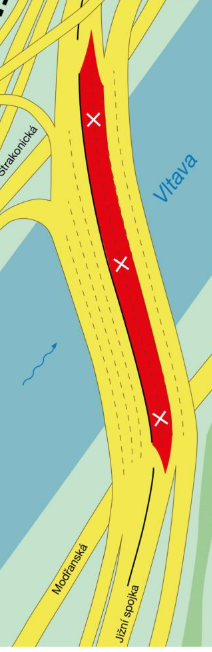 Strakonická
Vltava
Modřanská
Jižní spojka